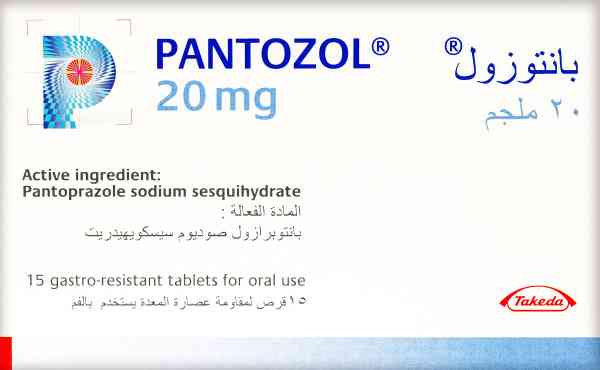 PANTOZOL®
20 mg
بانتوزول®
٢٠ ملجم
Active ingredient:
Pantoprazole sodium sesquihydrate
المادة الفعالة :
بانتوبرازول صوديوم سيسكويهيدريت
15 gastro-resistant tablets for oral use
١٥ قرص لمقاومة عصارة المعدة يستخدم بالفم
Takeda